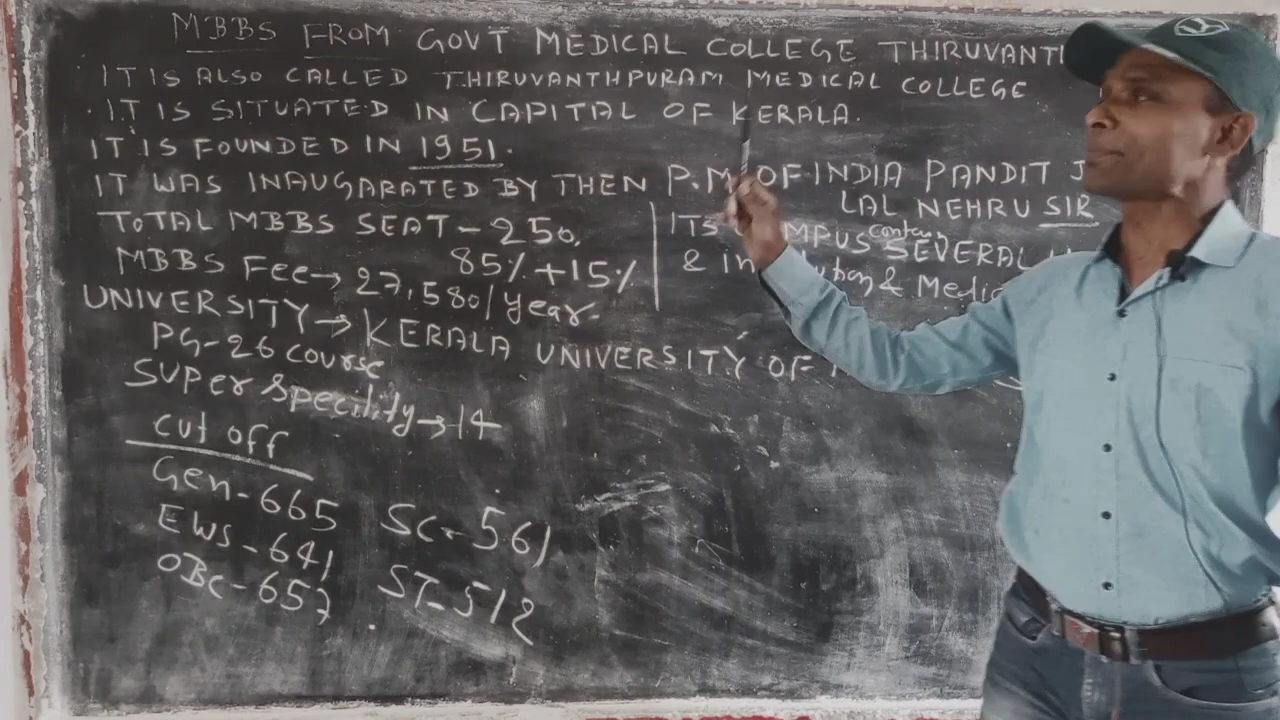 MBBS FROM GOVT MEDICAL COLLEGE THIRUVANTH
IT IS ALSO CALLED THIRUVANTHPURAM MEDICAL COLLEGE
IT IS SITUATED IN CAPITAL OF KERALA.
IT IS FOUNDED IN 1951.
IT WAS INAUGARATED BY THEN P.M OF INDIA PANDIT J
LAL NEHRU SIR
TOTAL MBBS SEAT - 250.
85% + 15%
MBBS Fee → 27,580/year.
UNIVERSITY → KERALA UNIVERSITY OF
PG - 26 course
SUPER Specility → 14
ITS MPUS contain SEVERAL
& in & Medic
cut off
Gen - 665
EWS - 641
OBC - 657
SC - 561
ST - 512